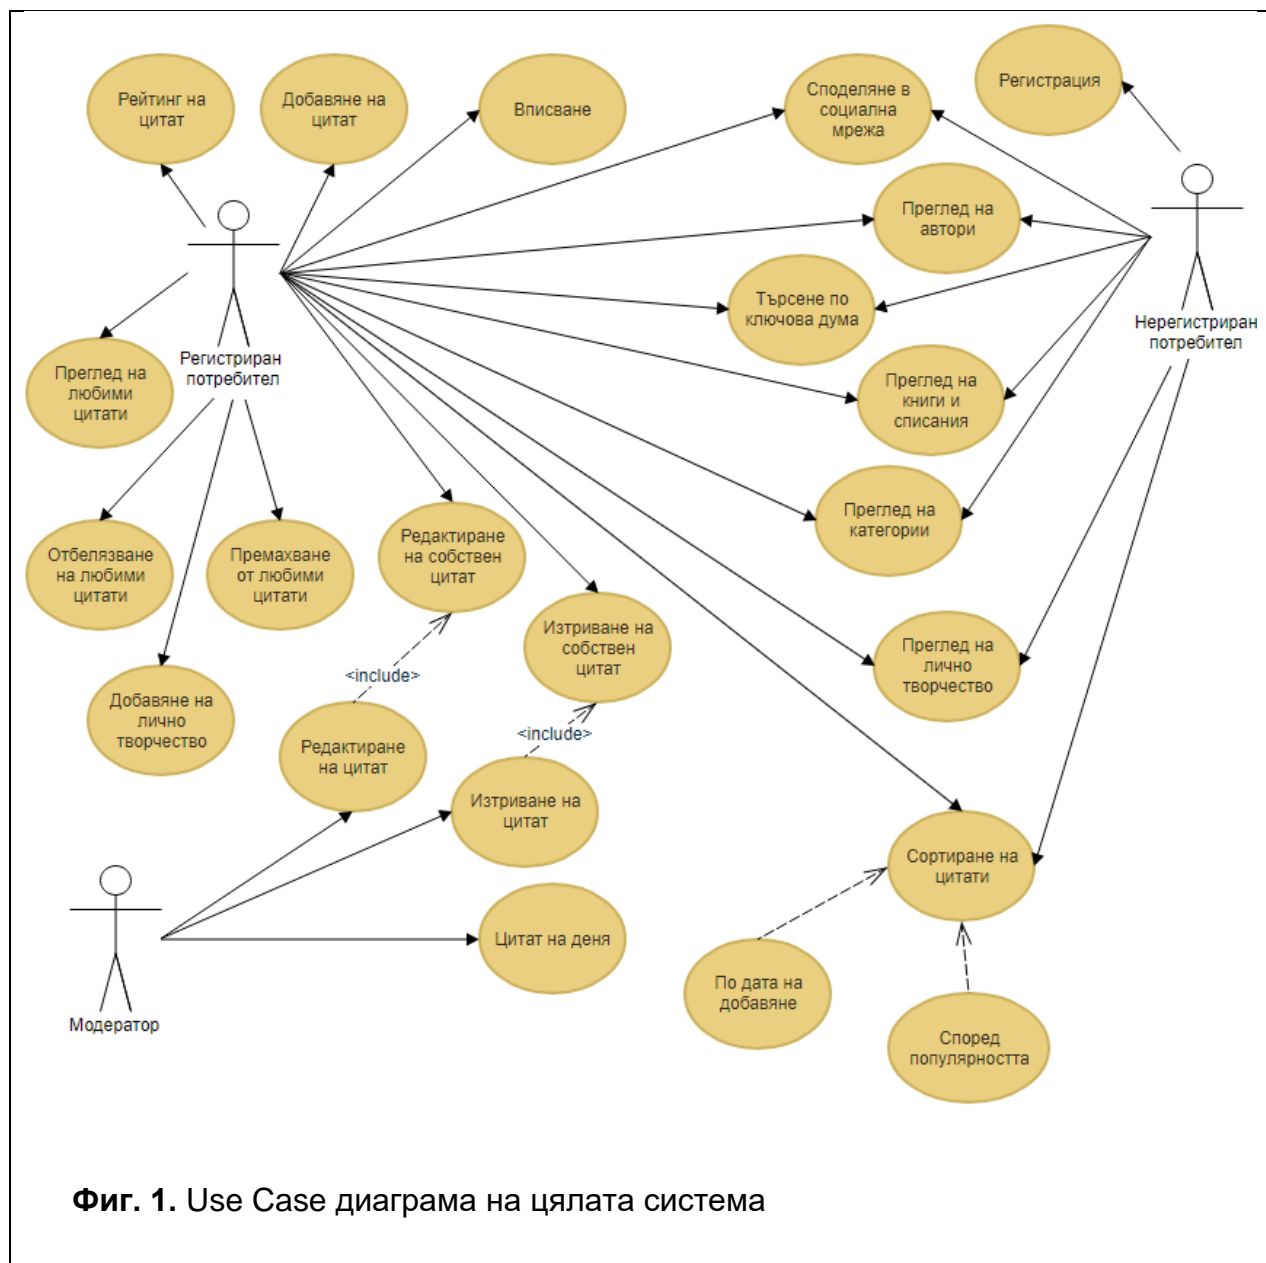 Рейтинг на
цитат
Добавяне на
цитат
Вписване
Споделяне в
социална
мрежа
Регистрация
Преглед на
автори
Търсене по
ключова дума
Нерегистриран
потребител
Регистриран
потребител
Преглед на
любими
цитати
Преглед на
книги и
списания
Преглед на
категории
Отбелязване
на любими
цитати
Премахване
от любими
цитати
Редактиране
на собствен
цитат
Изтриване на
собствен
цитат
Преглед на
лично
творчество
<include>
Добавяне на
лично
творчество
<include>
Редактиране
на цитат
Изтриване на
цитат
Сортиране на
цитати
Цитат на деня
Модератор
По дата на
добавяне
Според
популярността
Фиг. 1. Use Case диаграма на цялата система